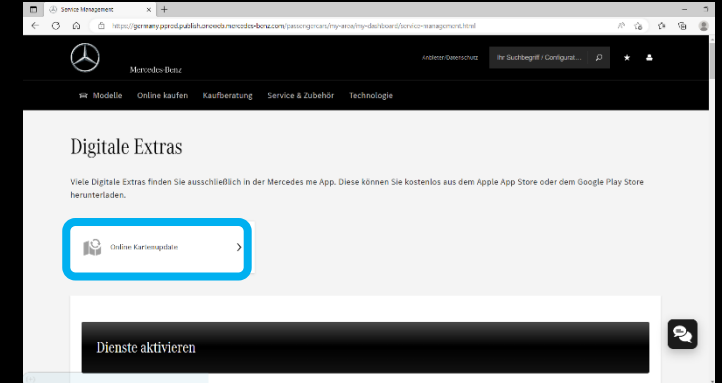 Service Management
https://germany.pprod.publish.oneweb.mercedes-benz.com/passengercars/my-area/my-dashboard/service-management.html
Anbieter/Datenschutz
Ihr Suchbegriff / Configurat...
Mercedes-Benz
Modelle Online kaufen Kaufberatung Service & Zubehör Technologie
Digitale Extras
Viele Digitale Extras finden Sie ausschließlich in der Mercedes me App. Diese können Sie kostenlos aus dem Apple App Store oder dem Google Play Store
herunterladen.
Online Kartenupdate
Dienste aktivieren